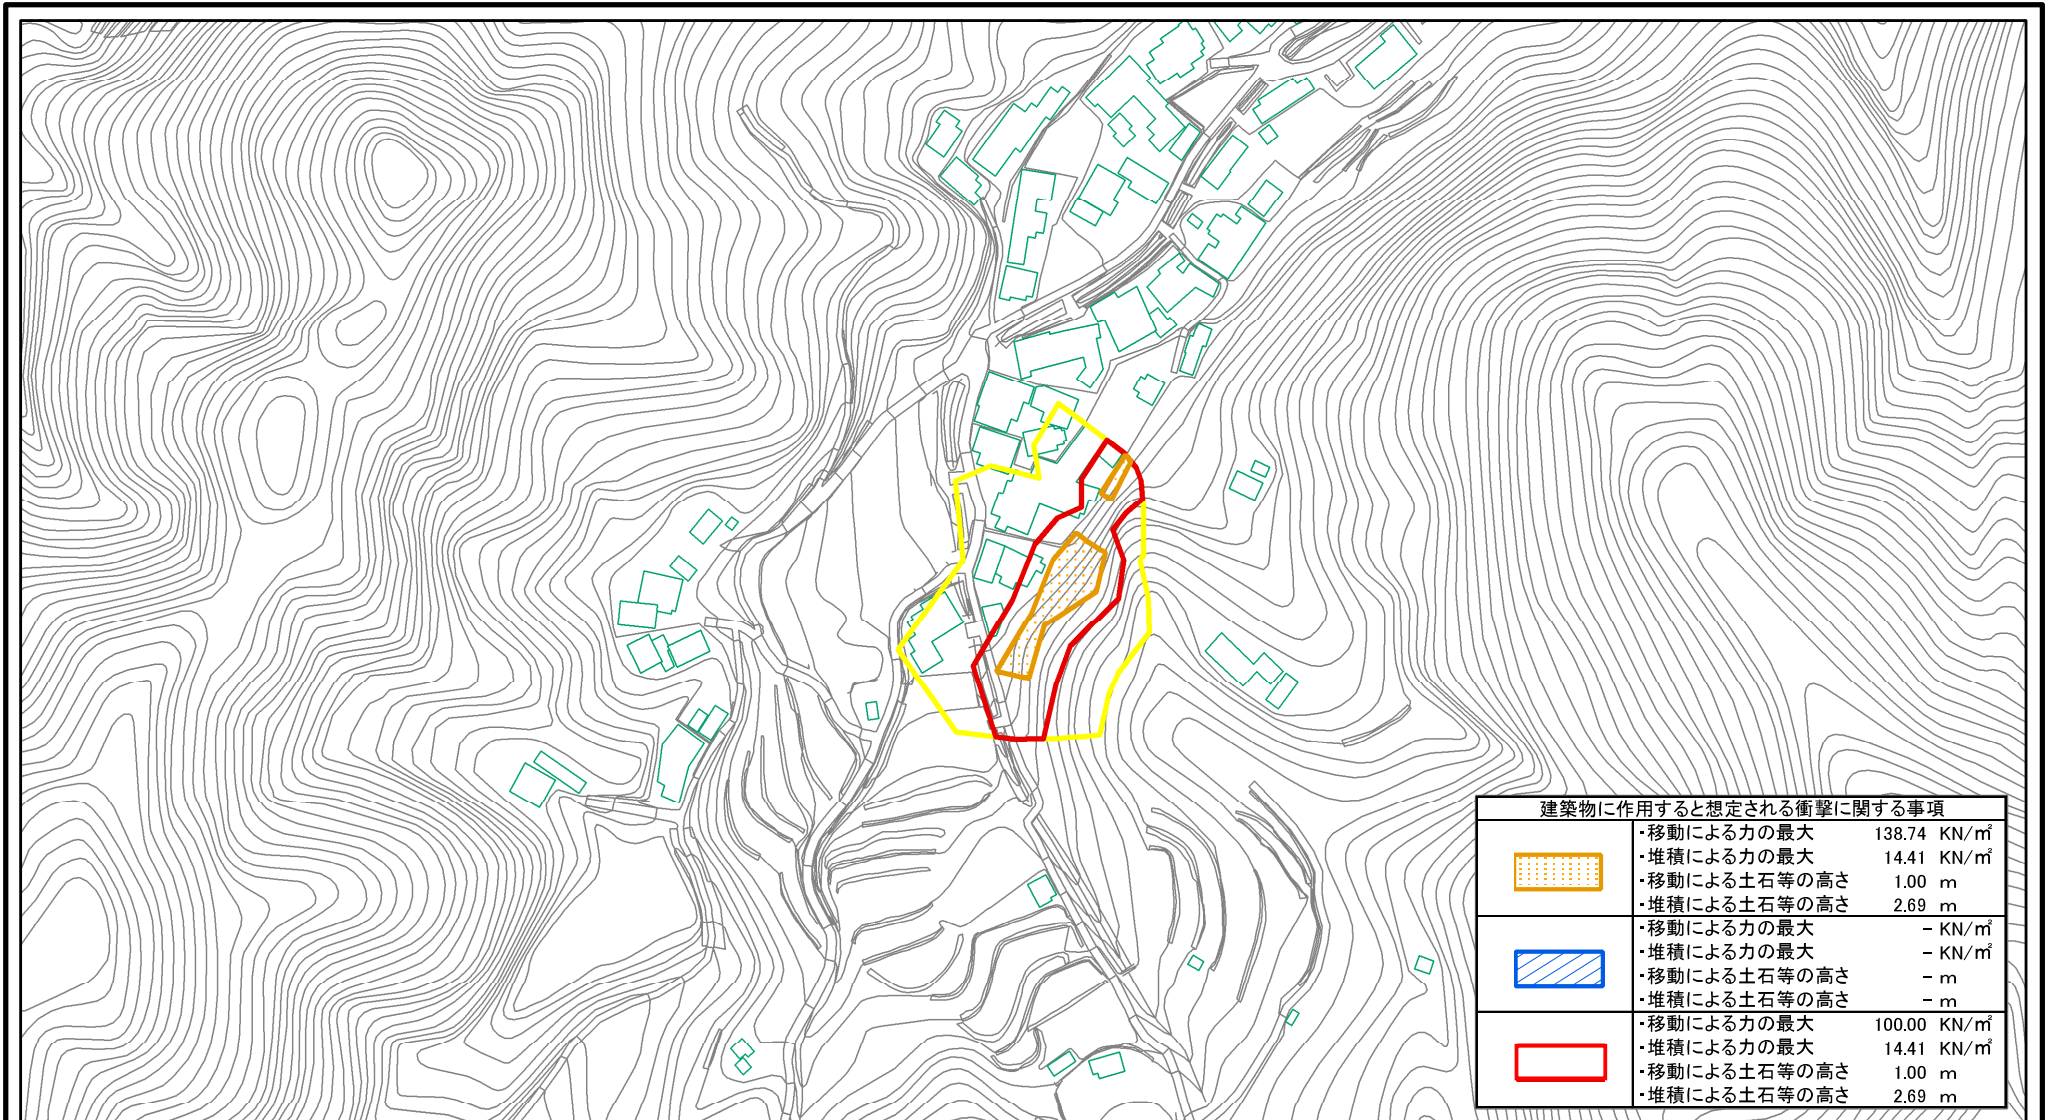 建築物に作用すると想定される衝撃に関する事項
・移動による力の最大 138.74 KN/㎡
・堆積による力の最大 14.41 KN/㎡
・移動による土石等の高さ 1.00 m
・堆積による土石等の高さ 2.69 m
・移動による力の最大 - KN/㎡
・堆積による力の最大 - KN/㎡
・移動による土石等の高さ - m
・堆積による土石等の高さ - m
・移動による力の最大 100.00 KN/㎡
・堆積による力の最大 14.41 KN/㎡
・移動による土石等の高さ 1.00 m
・堆積による土石等の高さ 2.69 m